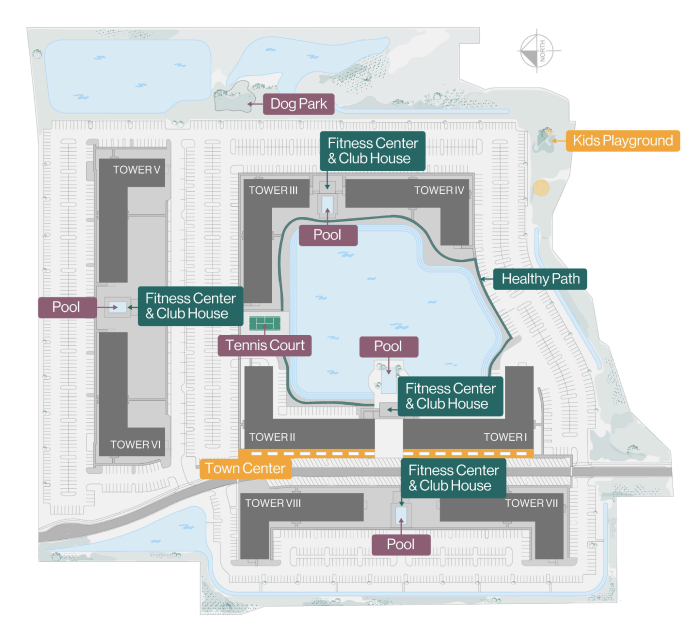 NORTH
Dog Park
Kids Playground
Fitness Center
& Club House
TOWER V
TOWER III
TOWER IV
Pool
Healthy Path
Pool
Fitness Center
& Club House
Tennis Court
Pool
Fitness Center
& Club House
TOWER VI
TOWER II
TOWER I
Town Center
Fitness Center
& Club House
TOWER VIII
TOWER VII
Pool